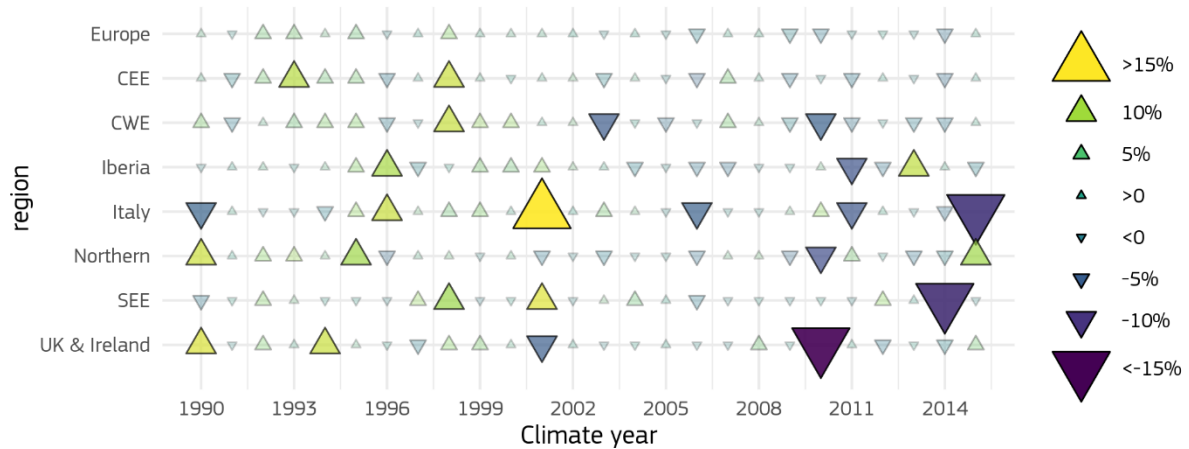 Europe
CEE
CWE
Iberia
Italy
Northern
SEE
UK & Ireland
region
1990 1993 1996 1999 2002 2005 2008 2011 2014
Climate year
>15%
10%
5%
>0
<0
-5%
-10%
<-15%